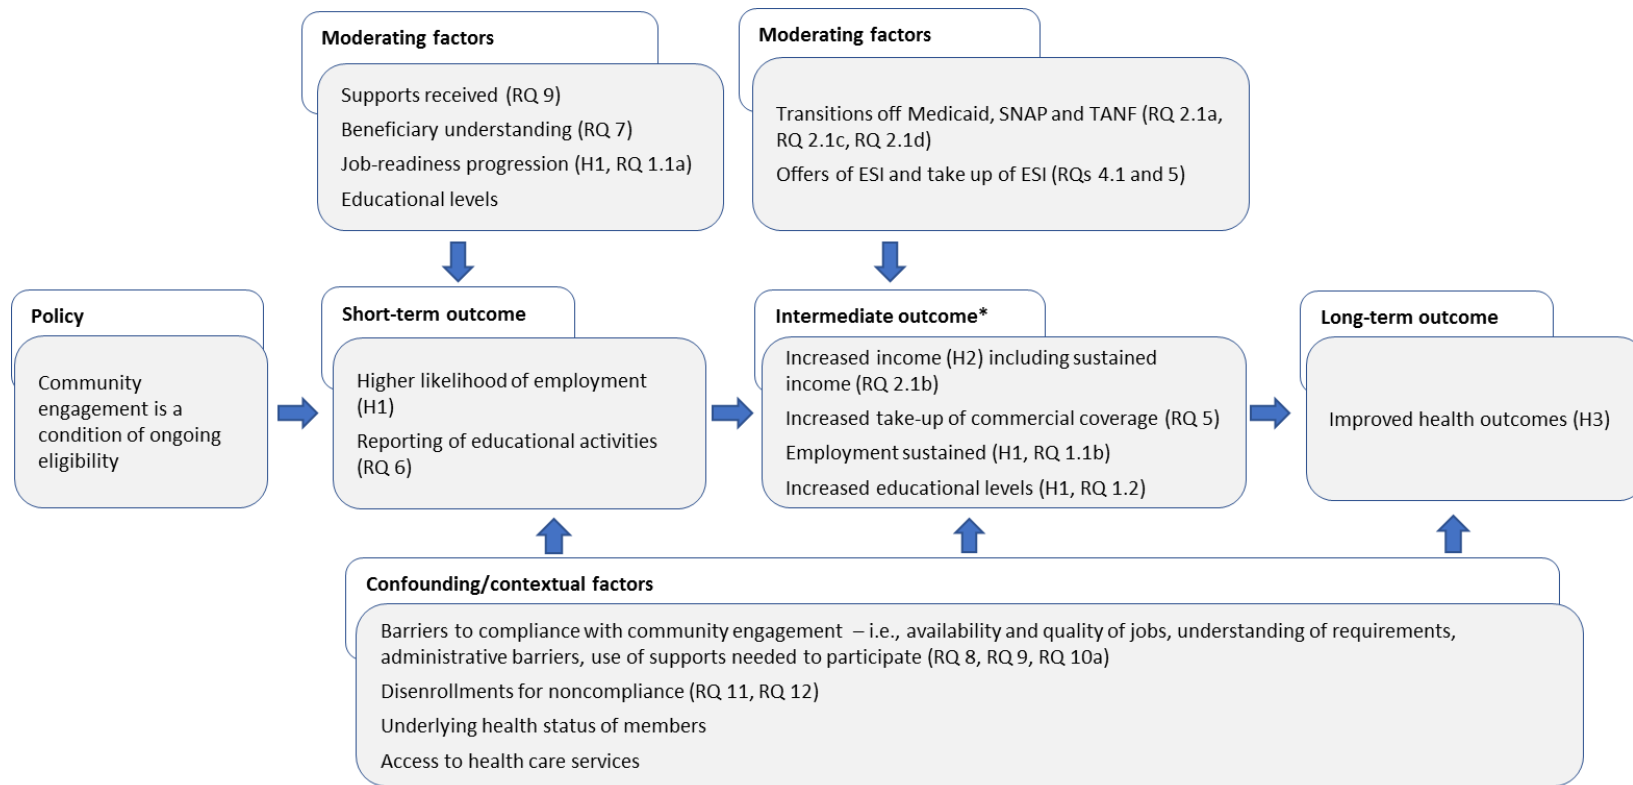 Moderating factors
Supports received (RQ 9)
Beneficiary understanding (RQ 7)
Job-readiness progression (H1, RQ 1.1a)
Educational levels
Moderating factors
Transitions off Medicaid, SNAP and TANF (RQ 2.1a,
RQ 2.1c, RQ 2.1d)
Offers of ESI and take up of ESI (RQs 4.1 and 5)
Policy
Community
engagement is a
condition of ongoing
eligibility
Short-term outcome
Higher likelihood of employment
(H1)
Reporting of educational activities
(RQ 6)
Intermediate outcome*
Increased income (H2) including sustained
income (RQ 2.1b)
Increased take-up of commercial coverage (RQ 5)
Employment sustained (H1, RQ 1.1b)
Increased educational levels (H1, RQ 1.2)
Long-term outcome
Improved health outcomes (H3)
Confounding/contextual factors
Barriers to compliance with community engagement – i.e., availability and quality of jobs, understanding of requirements,
administrative barriers, use of supports needed to participate (RQ 8, RQ 9, RQ 10a)
Disenrollments for noncompliance (RQ 11, RQ 12)
Underlying health status of members
Access to health care services